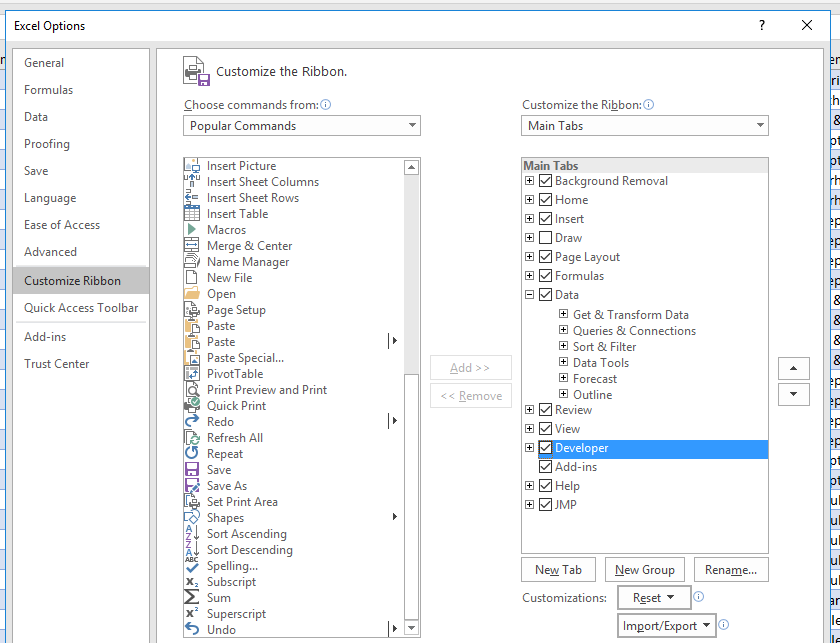 Excel Options
?
General
Formulas
Data
Proofing
Save
Language
Ease of Access
Advanced
Customize Ribbon
Quick Access Toolbar
Add-ins
Trust Center
Customize the Ribbon.
Choose commands from:
Popular Commands
Insert Picture
Insert Sheet Columns
Insert Sheet Rows
Insert Table
Macros
Merge & Center
Name Manager
New File
Open
Page Setup
Paste
Paste
Paste Special...
PivotTable
Print Preview and Print
Quick Print
Redo
Refresh All
Repeat
Save
Save As
Set Print Area
Shapes
Sort Ascending
Sort Descending
Spelling...
Subscript
Sum
Superscript
Undo
Add >>
<< Remove
Customize the Ribbon:
Main Tabs
Main Tabs
Background Removal
Home
Insert
Draw
Page Layout
Formulas
Data
Get & Transform Data
Queries & Connections
Sort & Filter
Data Tools
Forecast
Outline
Review
View
Developer
Add-ins
Help
JMP
New Tab
New Group
Rename...
Customizations:
Reset
Import/Export